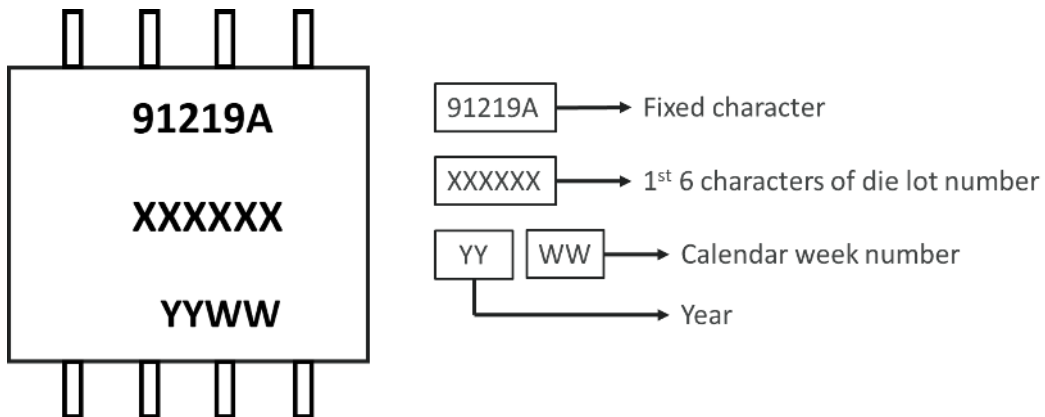 91219A
XXXXXX
YYWW
91219A Fixed character
XXXXXX 1st 6 characters of die lot number
YY WW Calendar week number
Year